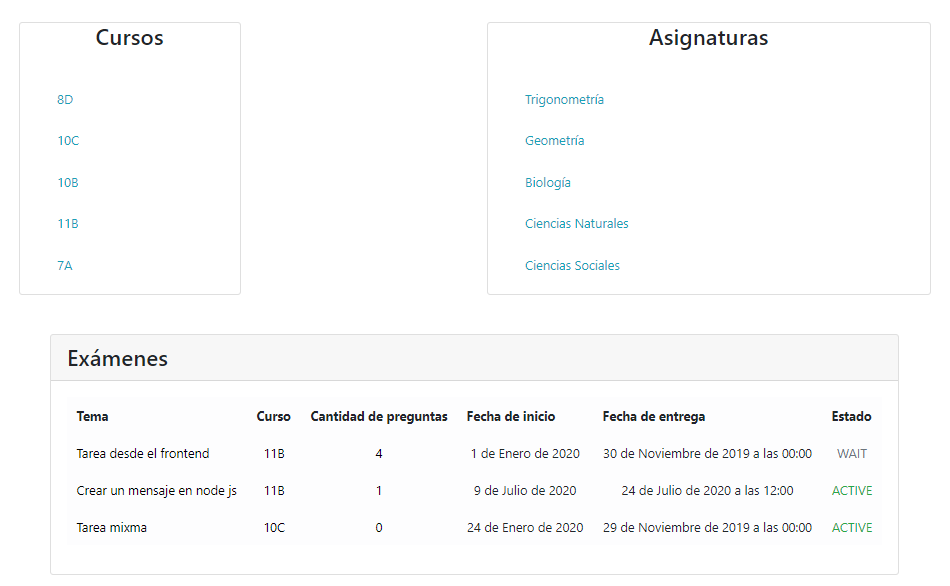 Cursos
8D
10C
10B
11B
7A
Asignaturas
Trigonometría
Geometría
Biología
Ciencias Naturales
Ciencias Sociales
Exámenes
Tema Curso Cantidad de preguntas Fecha de inicio Fecha de entrega Estado
Tarea desde el frontend 11B 4 1 de Enero de 2020 30 de Noviembre de 2019 a las 00:00 WAIT
Crear un mensaje en node js 11B 1 9 de Julio de 2020 24 de Julio de 2020 a las 12:00 ACTIVE
Tarea mixma 10C 0 24 de Enero de 2020 29 de Noviembre de 2019 a las 00:00 ACTIVE